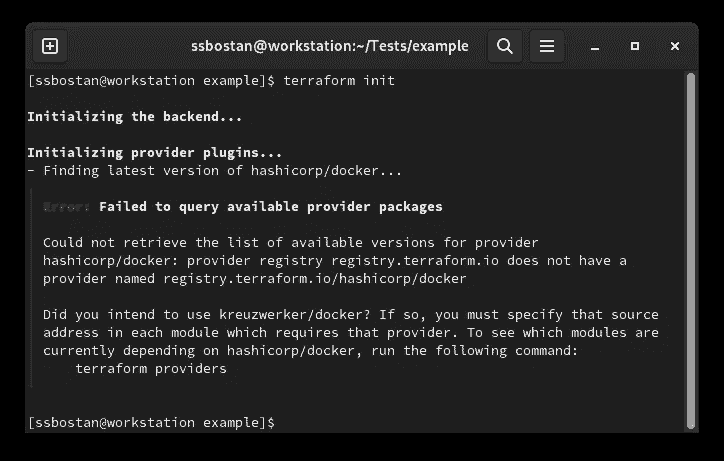 ssbostan@workstation:~/Tests/example
[ssbostan@workstation example]$ terraform init
Initializing the backend...
Initializing provider plugins...
- Finding latest version of hashicorp/docker...
Error: Failed to query available provider packages
Could not retrieve the list of available versions for provider
hashicorp/docker: provider registry registry.terraform.io does not have a
provider named registry.terraform.io/hashicorp/docker
Did you intend to use kreuzwerker/docker? If so, you must specify that source
address in each module which requires that provider. To see which modules are
currently depending on hashicorp/docker, run the following command:
terraform providers
[ssbostan@workstation example]$